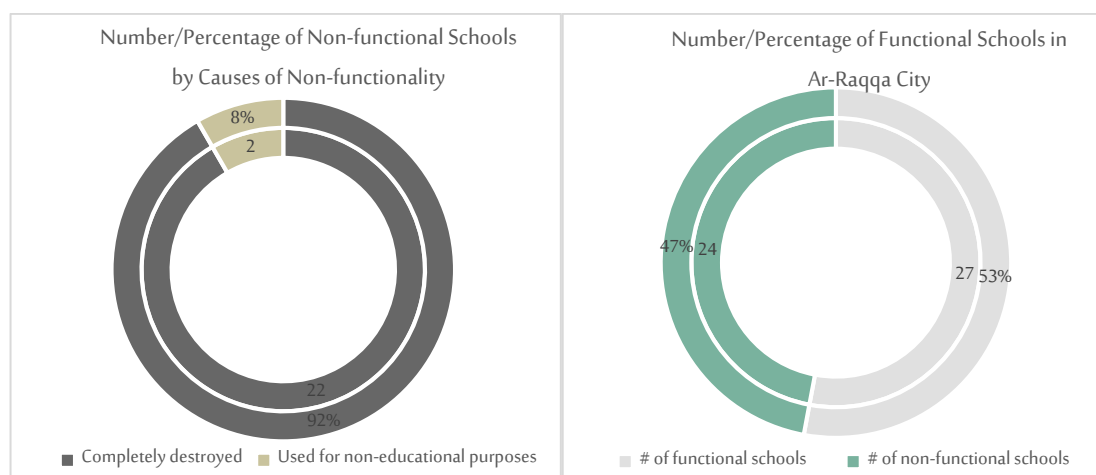 Number/Percentage of Non-functional Schools
by Causes of Non-functionality
8%
2
22
92%
Completely destroyed
Used for non-educational purposes
Number/Percentage of Functional Schools in
Ar-Raqqa City
47%
24
27
53%
# of functional schools
# of non-functional schools